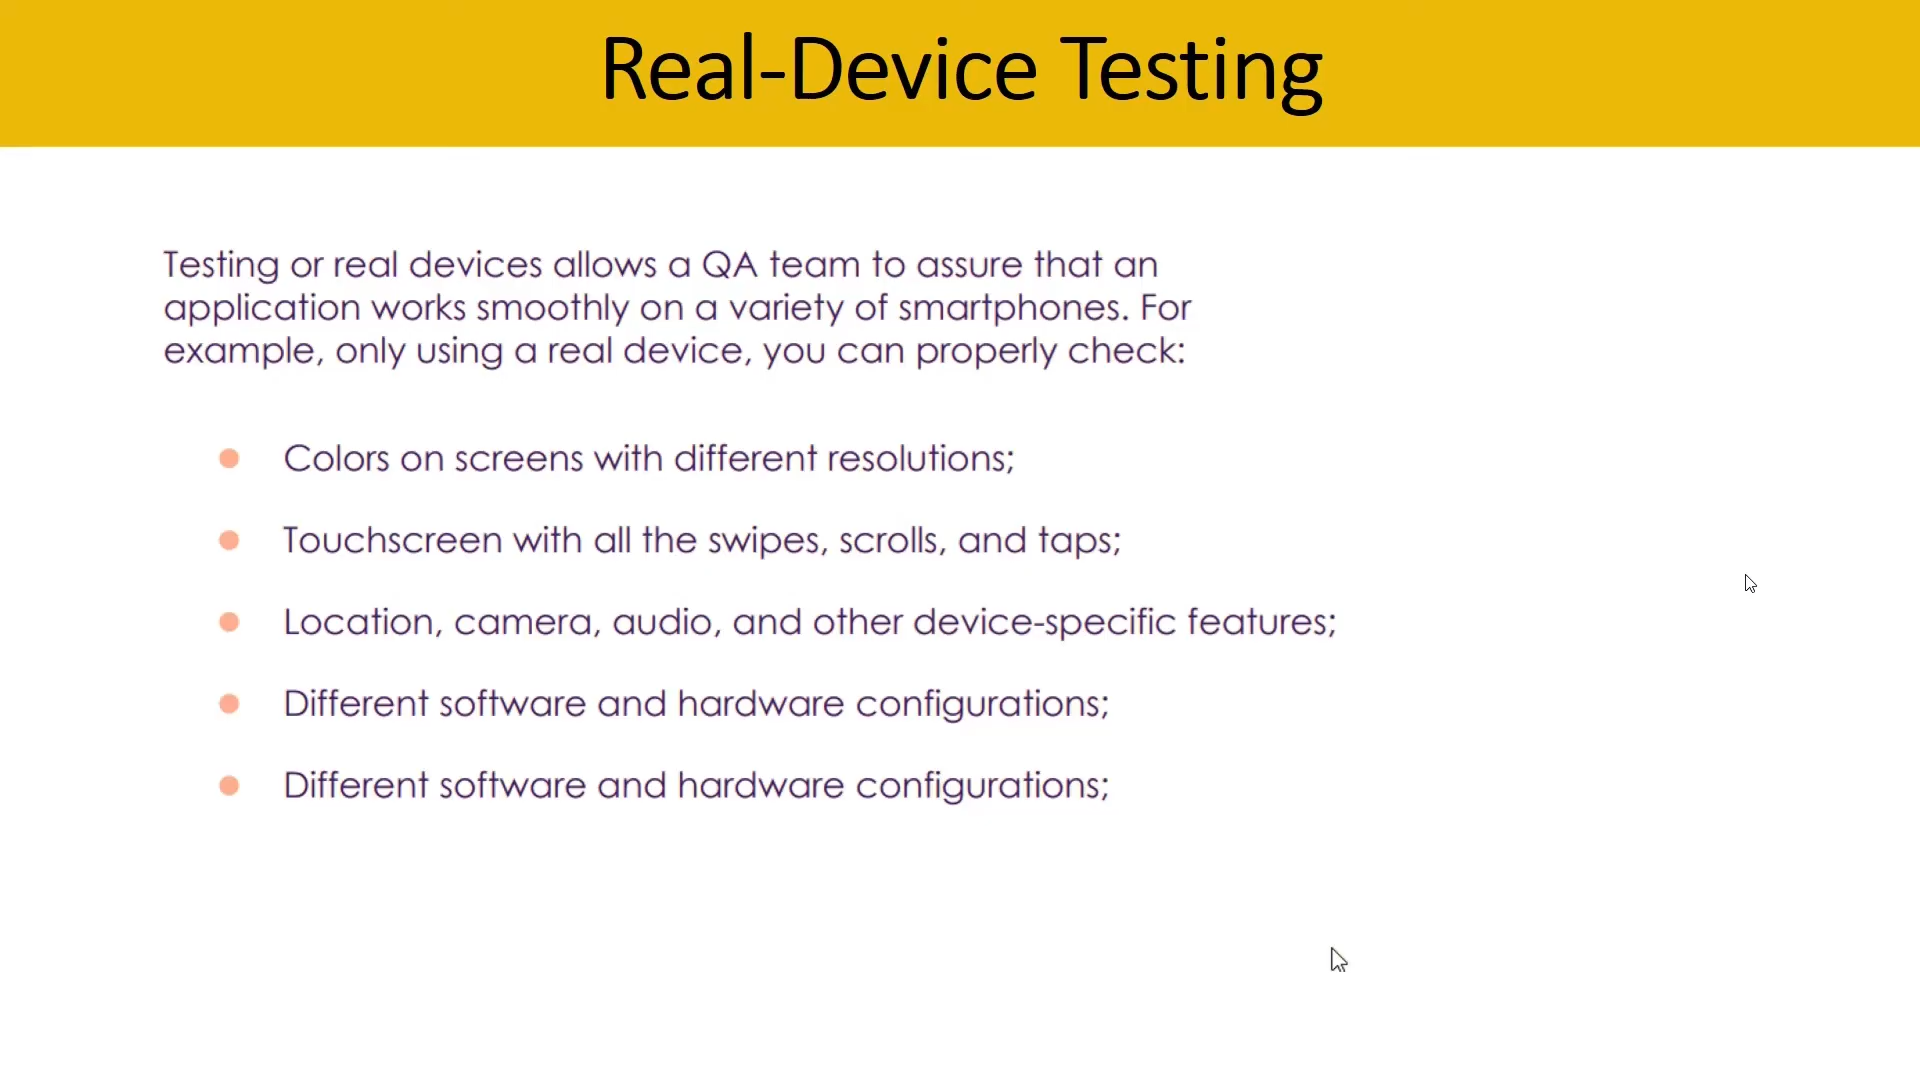 Real-Device Testing
Testing or real devices allows a QA team to assure that an
application works smoothly on a variety of smartphones. For
example, only using a real device, you can properly check:
Colors on screens with different resolutions;
Touchscreen with all the swipes, scrolls, and taps;
Location, camera, audio, and other device-specific features;
Different software and hardware configurations;
Different software and hardware configurations;